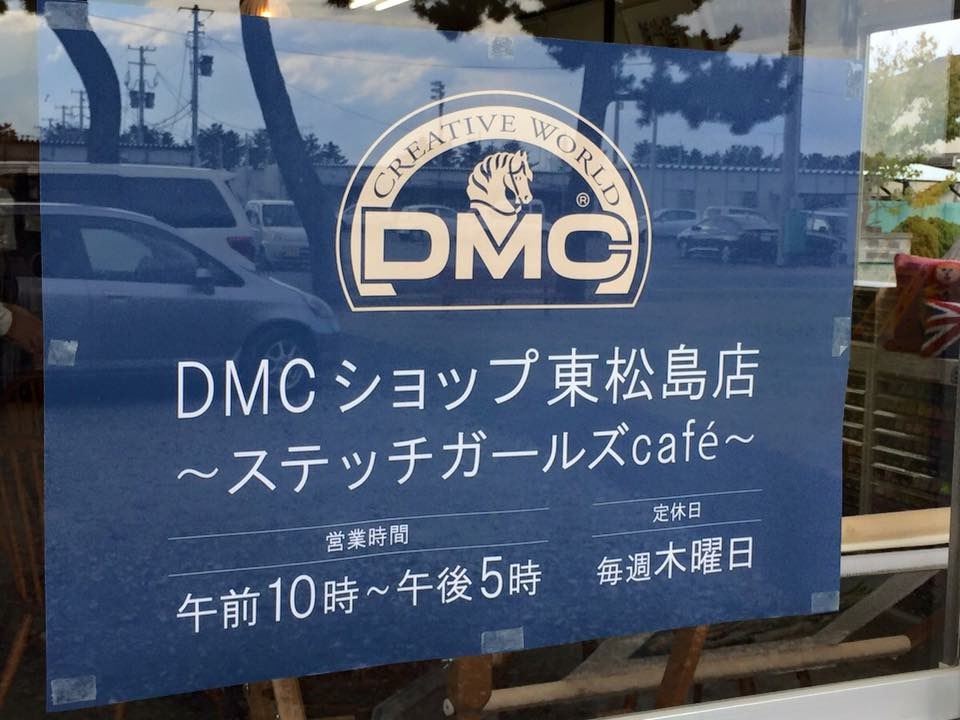 CREATIVE WORLD
DMC®
DMCショップ東松島店
～ステッチガールズcafé～
営業時間
午前10時～午後5時
定休日
毎週木曜日